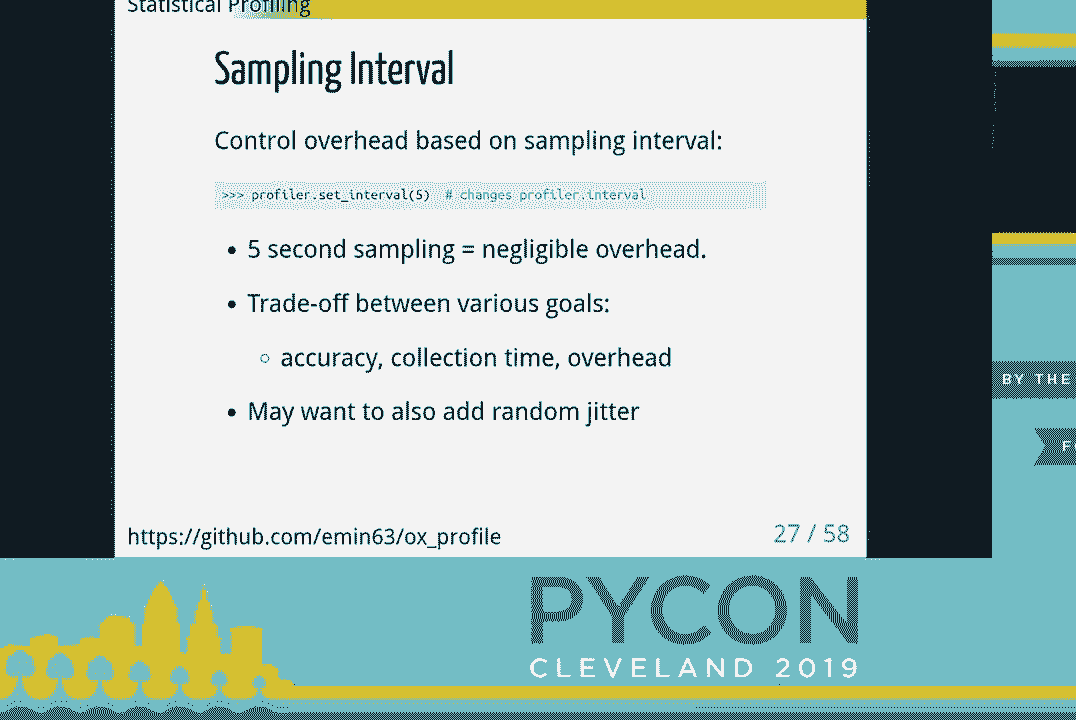 Statistical Profiling
Sampling Interval
Control overhead based on sampling interval:
>>> profiler.set_interval(5)  # changes profiler.interval
• 5 second sampling = negligible overhead.
• Trade-off between various goals:
○ accuracy, collection time, overhead
• May want to also add random jitter
https://github.com/emin63/ox_profile
27 / 58
BY THE
PYCON
CLEVELAND 2019